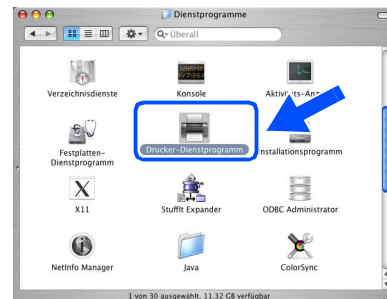 Dienstprogramme
Überall
Verzeichnisdienste
Konsole
Festplatten-
Dienstprogramm
Drucker-Dienstprogramm
nstallationsprogramm
X11
StuffIt Expander
ODBC Administrator
NetInfo Manager
Java
ColorSync
1 von 30 ausgewählt, 11,32 GB verfügbar